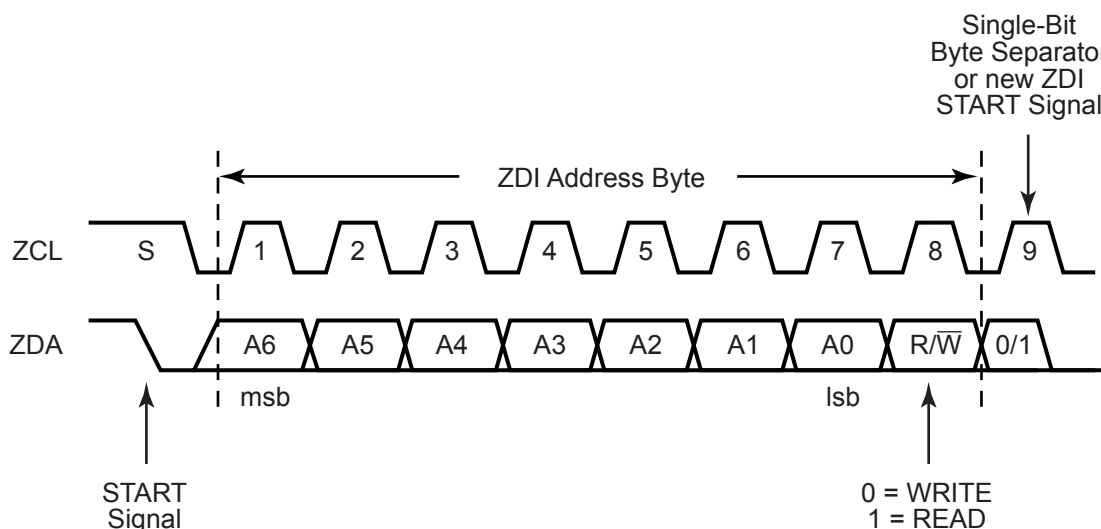 Single-Bit
Byte Separator
or new ZDI
START Signal
ZDI Address Byte
ZCL S 1 2 3 4 5 6 7 8 9
ZDA A6 A5 A4 A3 A2 A1 A0 R/W̅ 0/1
msb lsb
START
Signal
0 = WRITE
1 = READ